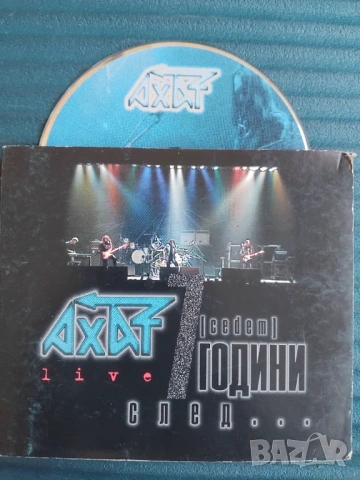 АХАТ
АХАТ
live
7
[седем]
ГОДИНИ
след...
BAZAR
bg